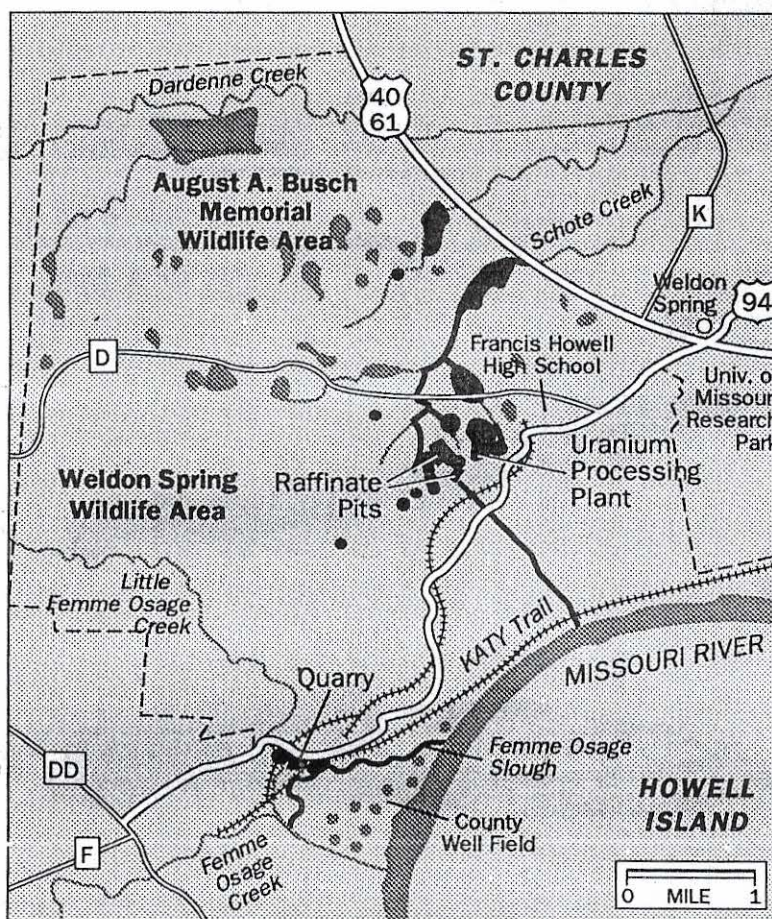 ST. CHARLES
COUNTY
Dardenne Creek
40
61
August A. Busch
Memorial
Wildlife Area
K
Schote Creek
Weldon
Spring
94
Francis Howell
High School
D
Univ. o
Missour
Research
Park
Uranium
Processing
Plant
Raffinate
Pits
Weldon Spring
Wildlife Area
Little
Femme Osage
Creek
KATY Trail
MISSOURI RIVER
Quarry
Femme Osage
Slough
DD
HOWELL
ISLAND
County
Well Field
F
Femme
Osage
Creek
0 MILE 1